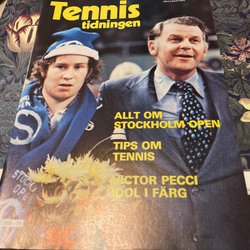 Tennis
tidningen
ALLT OM
STOCKHOLM OPEN
TIPS OM
TENNIS
VICTOR PECCI
IDOL I FÄRG